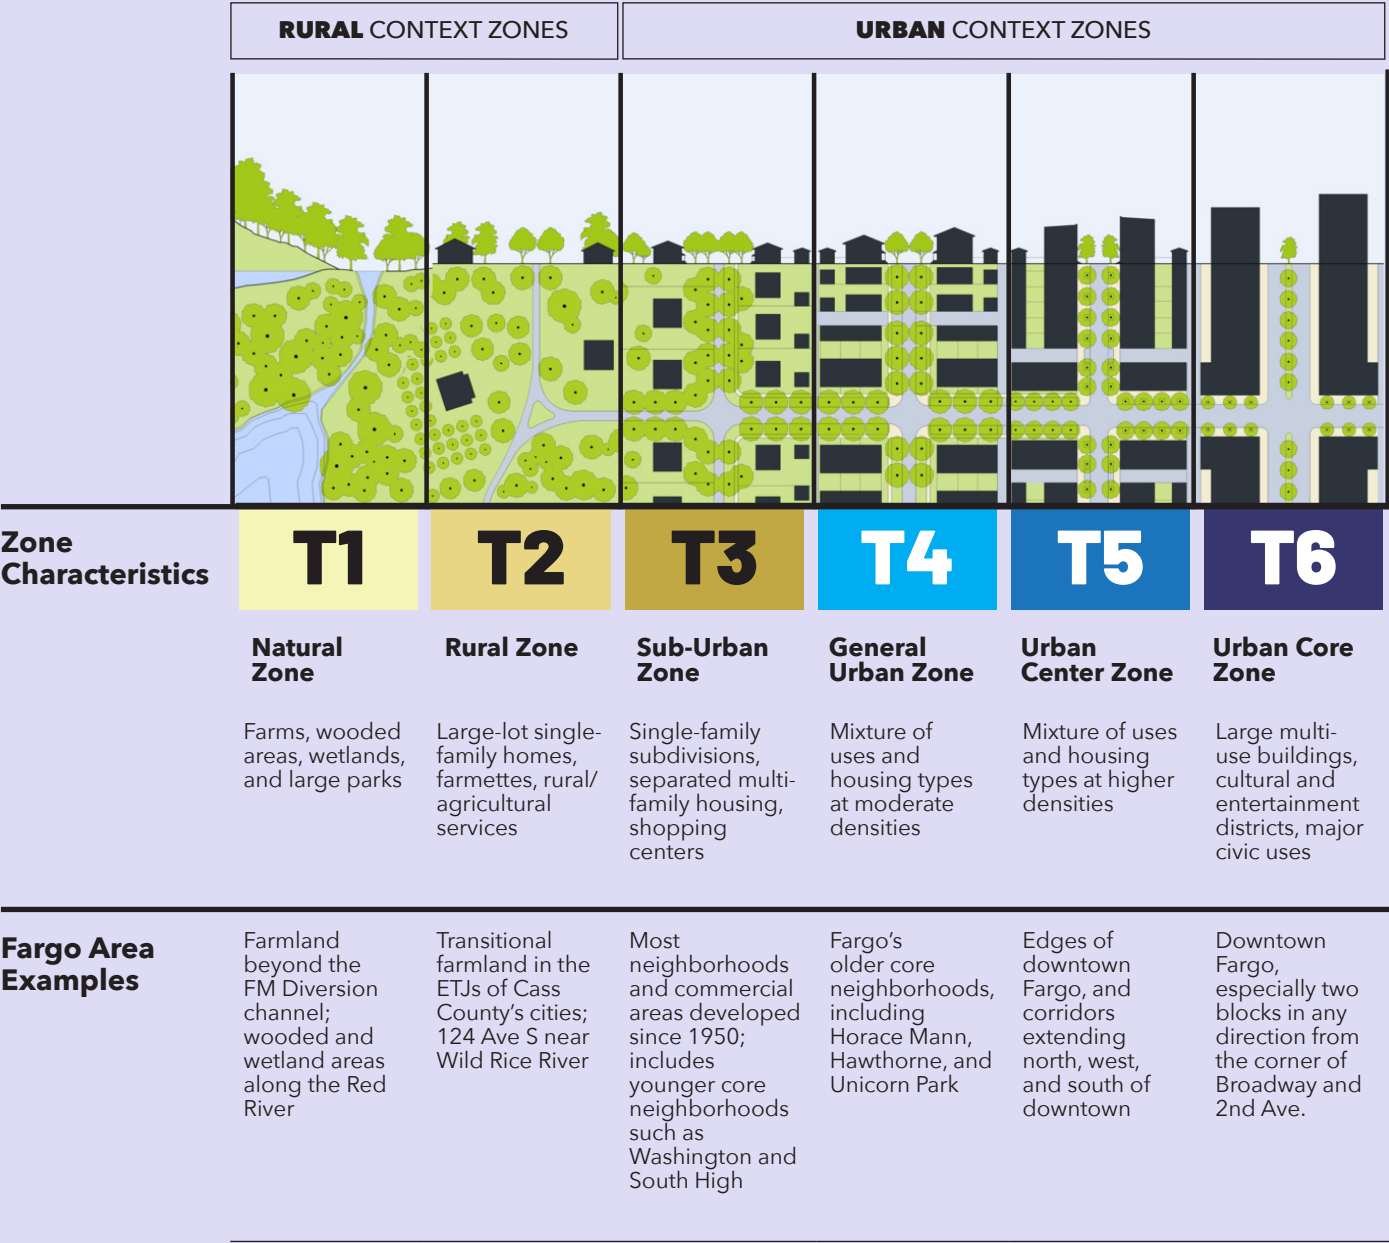 RURAL CONTEXT ZONES
URBAN CONTEXT ZONES
Zone
Characteristics
T1
T2
T3
T4
T5
T6
Natural
Zone
Rural Zone
Sub-Urban
Zone
General
Urban Zone
Urban
Center Zone
Urban Core
Zone
Farms, wooded
areas, wetlands,
and large parks
Large-lot single-
family homes,
farmettes, rural/
agricultural
services
Single-family
subdivisions,
separated multi-
family housing,
shopping
centers
Mixture of
uses and
housing types
at moderate
densities
Mixture of uses
and housing
types at higher
densities
Large multi-
use buildings,
cultural and
entertainment
districts, major
civic uses
Fargo Area
Examples
Farmland
beyond the
FM Diversion
channel;
wooded and
wetland areas
along the Red
River
Transitional
farmland in the
ETJs of Cass
County’s cities;
124 Ave S near
Wild Rice River
Most
neighborhoods
and commercial
areas developed
since 1950;
includes
younger core
neighborhoods
such as
Washington and
South High
Fargo’s
older core
neighborhoods,
including
Horace Mann,
Hawthorne, and
Unicorn Park
Edges of
downtown
Fargo, and
corridors
extending
north, west,
and south of
downtown
Downtown
Fargo,
especially two
blocks in any
direction from
the corner of
Broadway and
2nd Ave.